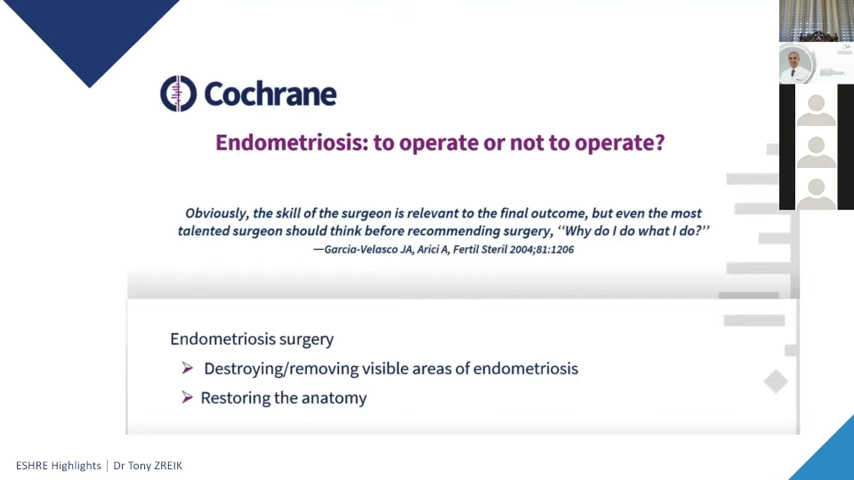 Cochrane
Endometriosis: to operate or not to operate?
Obviously, the skill of the surgeon is relevant to the final outcome, but even the most
talented surgeon should think before recommending surgery, ‘‘Why do I do what I do?’’
—García-Velasco JA, Arici A, Fertil Steril 2004;81:1206
Endometriosis surgery
➢ Destroying/removing visible areas of endometriosis
➢ Restoring the anatomy
ESHRE Highlights | Dr Tony ZREIK